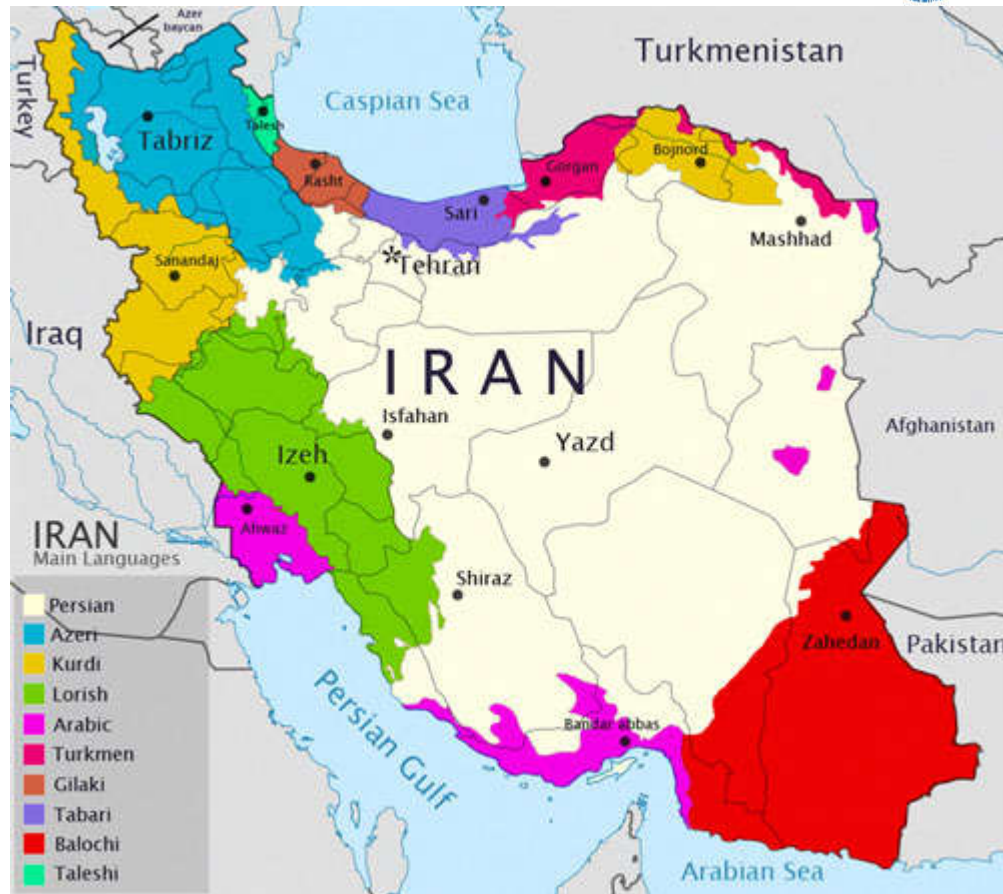 Azer
baycan
Turkey
Turkmenistan
Caspian Sea
Talesh
Tabriz
Rasht
Gorgan
Bojnord
Sari
Mashhad
Tehran
Sanandaj
Iraq
IRAN
Isfahan
Yazd
Afghanistan
Izeh
Ahwaz
IRAN
Main Languages
Shiraz
Persian
Azeri
Kurdi
Lorish
Arabic
Turkmen
Gilaki
Tabari
Balochi
Taleshi
Zahedan
Pakistan
Persian Gulf
Bandar abbas
Arabian Sea